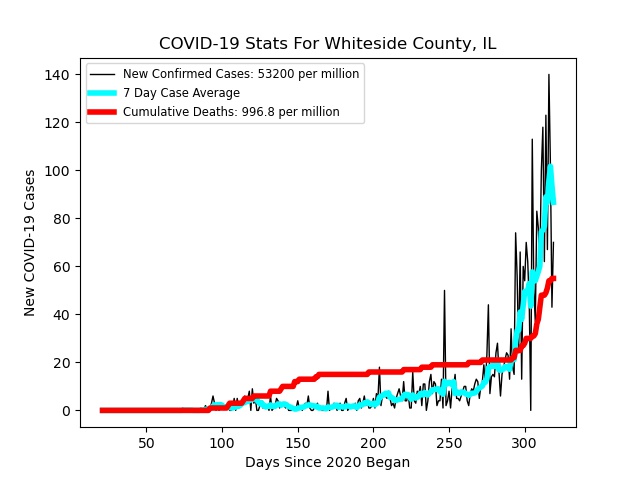 COVID-19 Stats For Whiteside County, IL
New Confirmed Cases: 53200 per million
7 Day Case Average
Cumulative Deaths: 996.8 per million
New COVID-19 Cases
140
120
100
80
60
40
20
0
50 100 150 200 250 300
Days Since 2020 Began